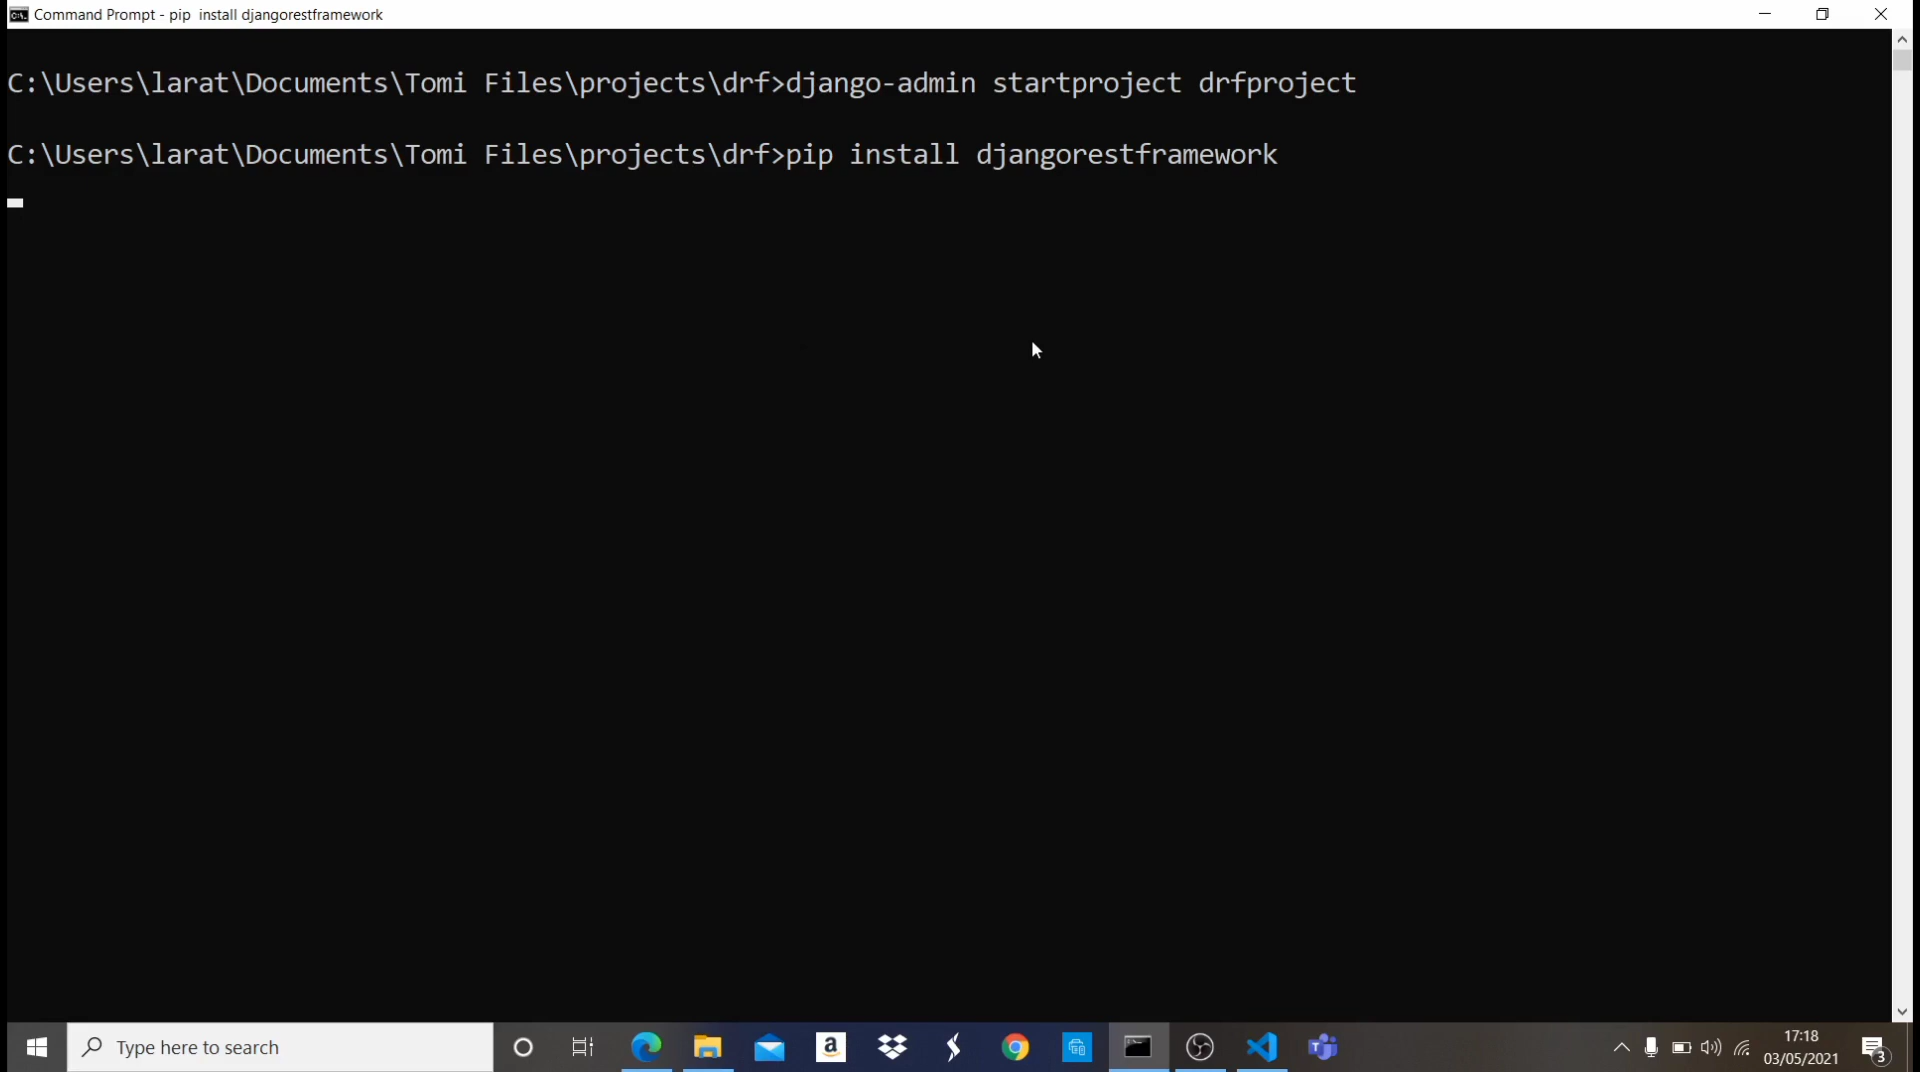 Command Prompt - pip  install djangorestframework
C:\Users\larat\Documents\Tomi Files\projects\drf>django-admin startproject drfproject
C:\Users\larat\Documents\Tomi Files\projects\drf>pip install djangorestframework
Type here to search
17:18
03/05/2021
3